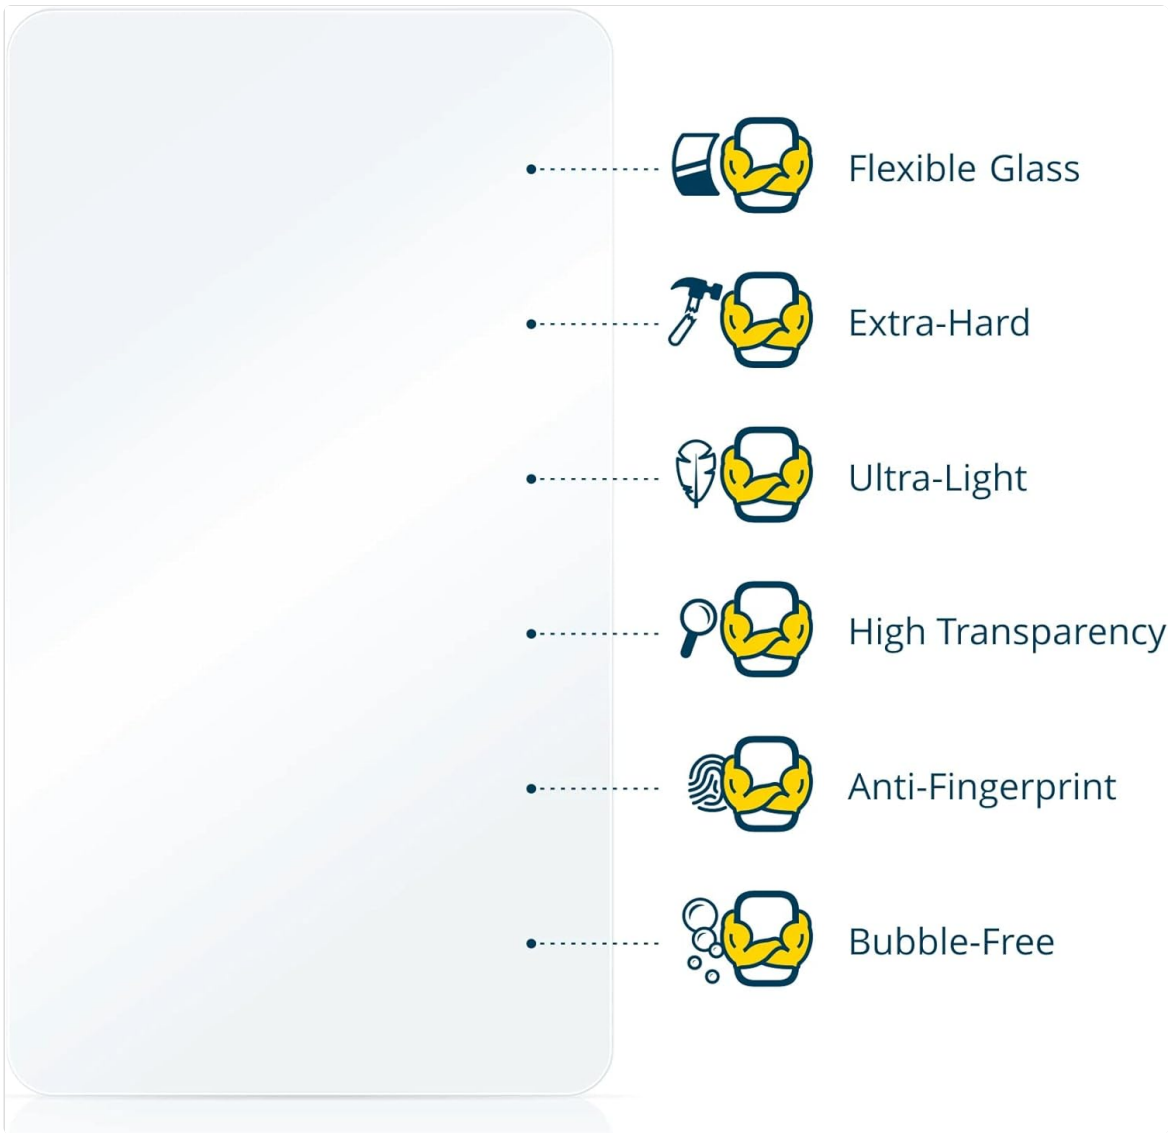 Flexible Glass
Extra-Hard
Ultra-Light
High Transparency
Anti-Fingerprint
Bubble-Free